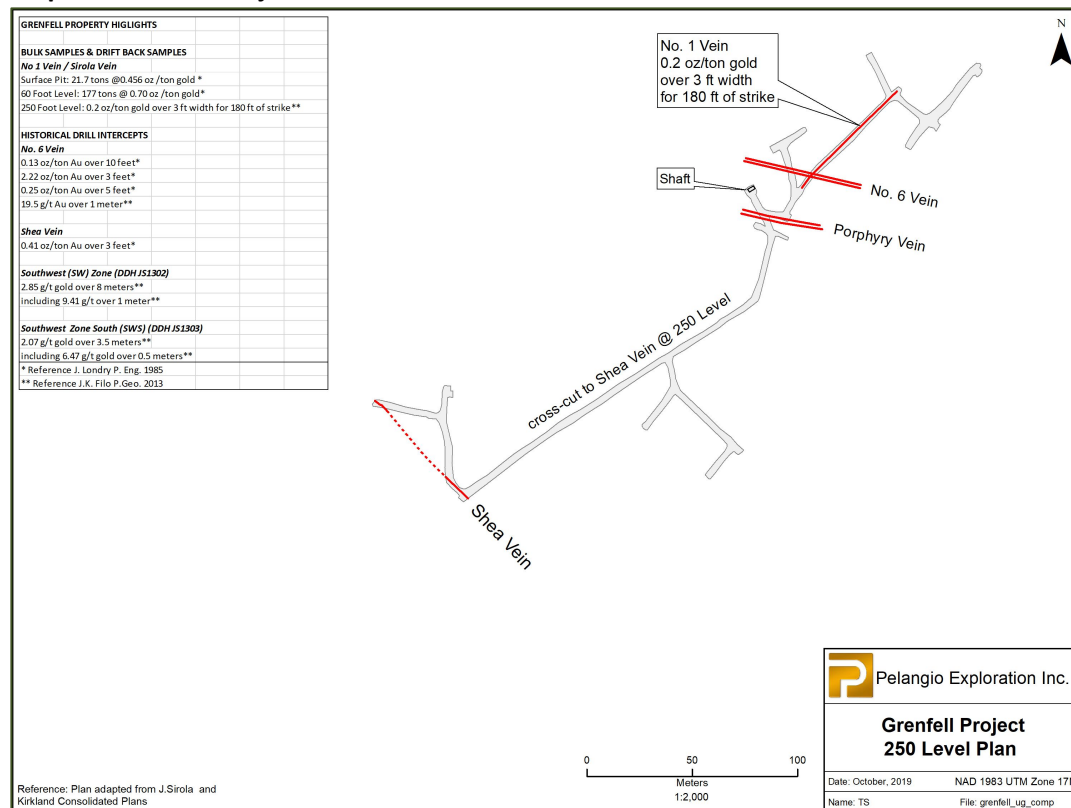 GRENFELL PROPERTY HIGLIGHTS
BULK SAMPLES & DRIFT BACK SAMPLES
No 1 Vein / Sirola Vein
Surface Pit: 21.7 tons @0.456 oz /ton gold *
60 Foot Level: 177 tons @ 0.70 oz /ton gold*
250 Foot Level: 0.2 oz/ton gold over 3 ft width for 180 ft of strike**
HISTORICAL DRILL INTERCEPTS
No. 6 Vein
0.13 oz/ton Au over 10 feet*
2.22 oz/ton Au over 3 feet*
0.25 oz/ton Au over 5 feet*
19.5 g/t Au over 1 meter**
Shea Vein
0.41 oz/ton Au over 3 feet*
Southwest (SW) Zone (DDH JS1302)
2.85 g/t gold over 8 meters**
including 9.41 g/t over 1 meter**
Southwest Zone South (SWS) (DDH JS1303)
2.07 g/t gold over 3.5 meters**
including 6.47 g/t gold over 0.5 meters**
* Reference J. Londry P. Eng. 1985
** Reference J.K. Filo P.Geo. 2013
N
No. 1 Vein
0.2 oz/ton gold
over 3 ft width
for 180 ft of strike
Shaft
No. 6 Vein
Porphyry Vein
cross-cut to Shea Vein @ 250 Level
Shea Vein
0 50 100
Meters
1:2,000
Pelangio Exploration Inc.
Grenfell Project
250 Level Plan
Date: October, 2019 NAD 1983 UTM Zone
Name: TS File: grenfell_ug_comp
Reference: Plan adapted from J.Sirola and
Kirkland Consolidated Plans